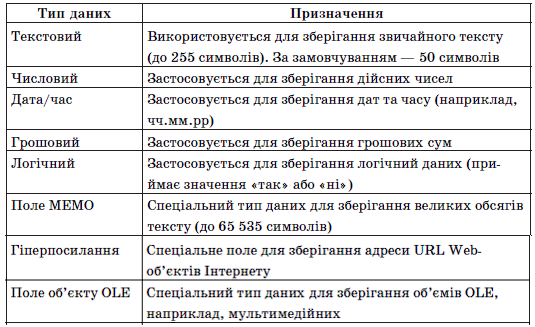 Тип даних Призначення
Текстовий Використовується для зберігання звичайного тексту
(до 255 символів). За замовчуванням — 50 символів
Числовий Застосовується для зберігання дійсних чисел
Дата/час Застосовується для зберігання дат та часу (наприклад,
чч.мм.рр)
Грошовий Застосовується для зберігання грошових сум
Логічний Застосовується для зберігання логічний даних (при-
ймає значення «так» або «ні»)
Поле МЕМО Спеціальний тип даних для зберігання великих обсягів
тексту (до 65 535 символів)
Гіперпосилання Спеціальне поле для зберігання адреси URL Web-
об’єктів Інтернету
Поле об’єкту OLE Спеціальний тип даних для зберігання об’ємів OLE,
наприклад, мультимедійних